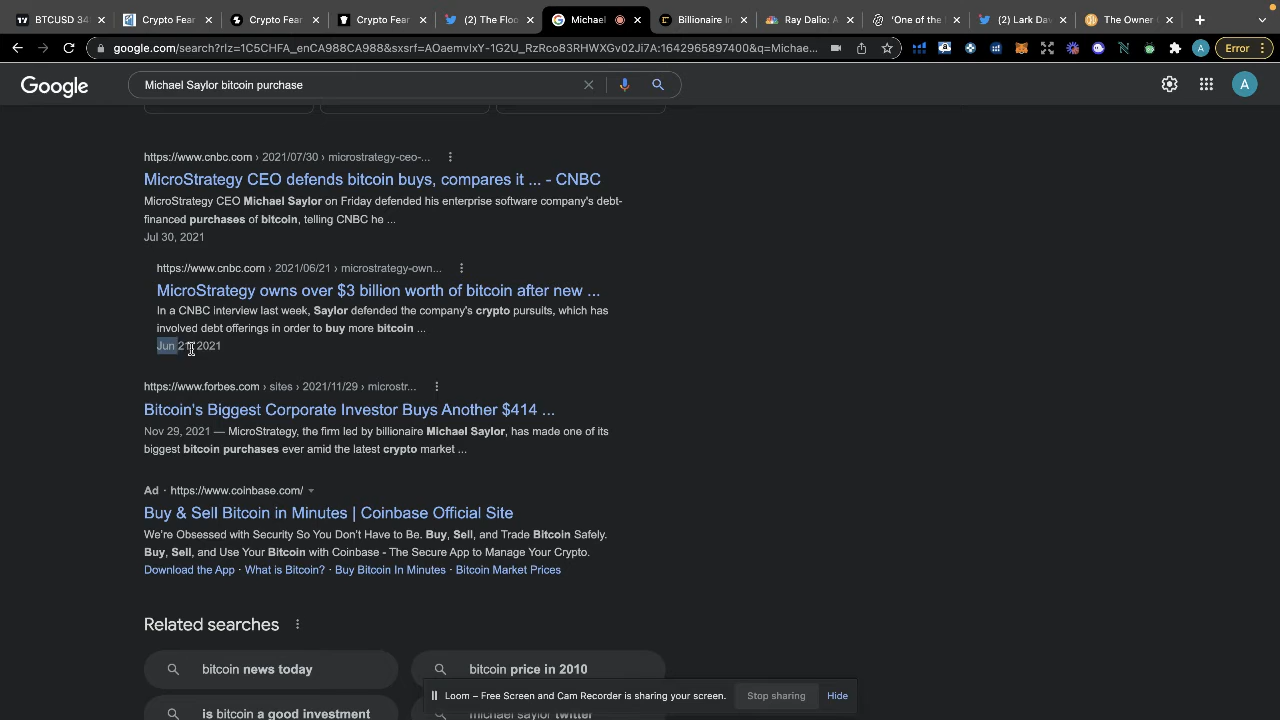 BTCUSD 34
Crypto Fear
Crypto Fear
Crypto Fear
(2) The Floo
Michael
Billionaire In
Ray Dalio: A
'One of the
(2) Lark Dav
The Owner
google.com/search?rlz=1C5CHFA_enCA988CA988&sxsrf=AOaemvIxY-1G2U_RzRco83RHWXGv02Ji7A:1642965897400&q=Michae...
Error
Google
Michael Saylor bitcoin purchase
A
https://www.cnbc.com › 2021/07/30 › microstrategy-ceo-...
MicroStrategy CEO defends bitcoin buys, compares it ... - CNBC
MicroStrategy CEO Michael Saylor on Friday defended his enterprise software company's debt-
financed purchases of bitcoin, telling CNBC he ...
Jul 30, 2021
https://www.cnbc.com › 2021/06/21 › microstrategy-own...
MicroStrategy owns over $3 billion worth of bitcoin after new ...
In a CNBC interview last week, Saylor defended the company's crypto pursuits, which has
involved debt offerings in order to buy more bitcoin ...
Jun 21, 2021
https://www.forbes.com › sites › 2021/11/29 › microstr...
Bitcoin's Biggest Corporate Investor Buys Another $414 ...
Nov 29, 2021 — MicroStrategy, the firm led by billionaire Michael Saylor, has made one of its
biggest bitcoin purchases ever amid the latest crypto market ...
Ad · https://www.coinbase.com/
Buy & Sell Bitcoin in Minutes | Coinbase Official Site
We're Obsessed with Security So You Don't Have to Be. Buy, Sell, and Trade Bitcoin Safely.
Buy, Sell, and Use Your Bitcoin with Coinbase - The Secure App to Manage Your Crypto.
Download the App · What is Bitcoin? · Buy Bitcoin In Minutes · Bitcoin Market Prices
Related searches
bitcoin news today
bitcoin price in 2010
Loom – Free Screen and Cam Recorder is sharing your screen.
Stop sharing
Hide
is bitcoin a good investment
michael saylor twitter